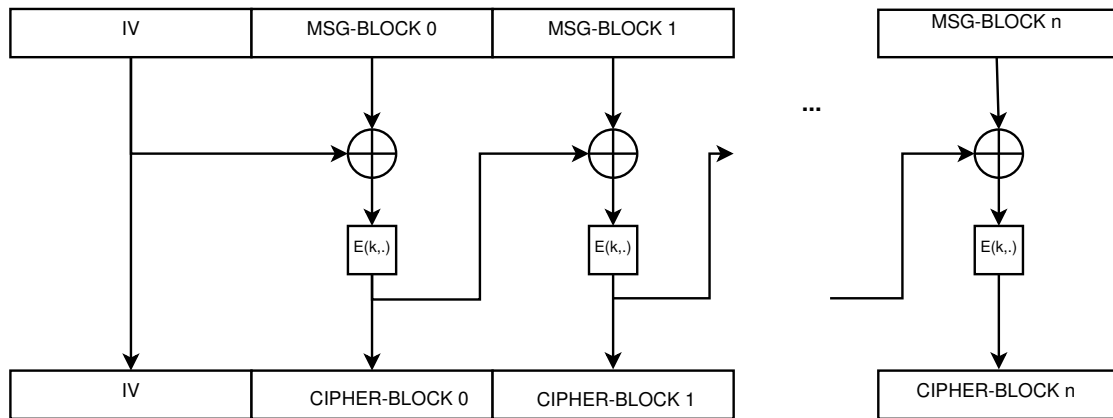 IV
MSG-BLOCK 0
MSG-BLOCK 1
MSG-BLOCK n
...
E(k,.)
E(k,.)
E(k,.)
IV
CIPHER-BLOCK 0
CIPHER-BLOCK 1
CIPHER-BLOCK n